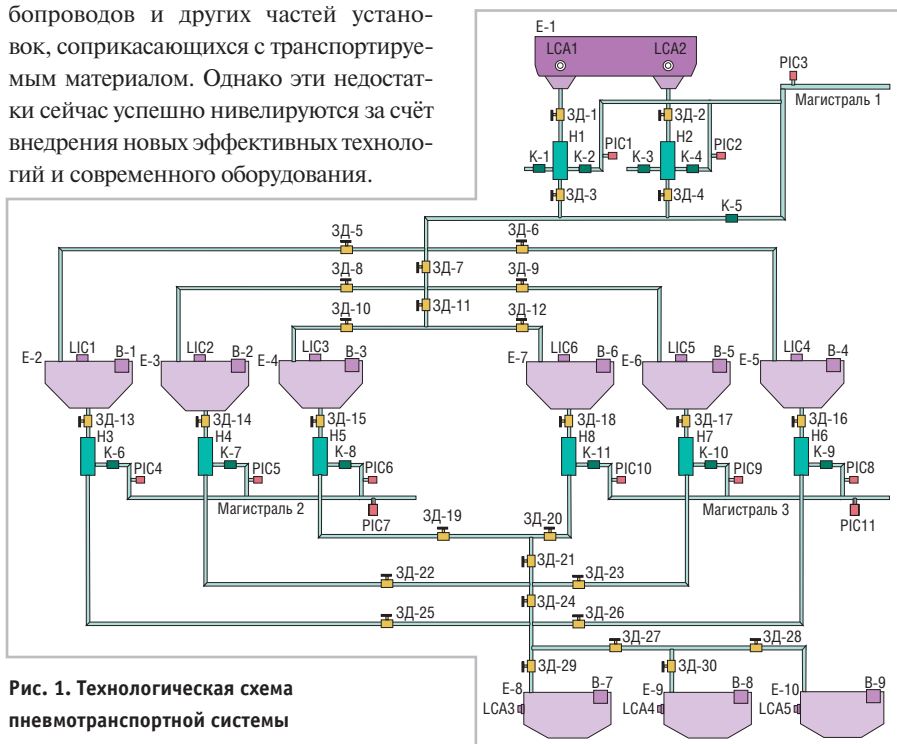 бопроводов и других частей устано-
вок, соприкасающихся с транспортируе-
мым материалом. Однако эти недостат-
ки сейчас успешно нивелируются за счёт
внедрения новых эффективных техноло-
гий и современного оборудования.
E-1
LCA1 LCA2
PIC3
Магистраль 1
ЗД-1 ЗД-2
H1 PIC1 H2 PIC2
К-1 К-2 К-3 К-4
ЗД-3 ЗД-4
К-5
ЗД-5 ЗД-6
ЗД-7
ЗД-8 ЗД-9
ЗД-10 ЗД-11 ЗД-12
E-2 LIC1 В-1 E-3 LIC2 В-2 E-4 LIC3 В-3 E-7 LIC6 В-6 E-6 LIC5 В-5 E-5 LIC4 В-4
ЗД-13 ЗД-14 ЗД-15 ЗД-18 ЗД-17 ЗД-16
H3 H4 H5 H8 H7 H6
К-6 К-7 К-8 К-11 К-10 К-9
PIC4 PIC5 PIC6 PIC10 PIC9 PIC8
Магистраль 2 Магистраль 3
PIC7 PIC11
ЗД-19 ЗД-20
ЗД-21
ЗД-22 ЗД-23
ЗД-24
ЗД-25 ЗД-26
ЗД-27 ЗД-28
ЗД-29 ЗД-30
E-8 В-7 E-9 В-8 E-10 В-9
LCA3 LCA4 LCA5
Рис. 1. Технологическая схема
пневмотранспортной системы